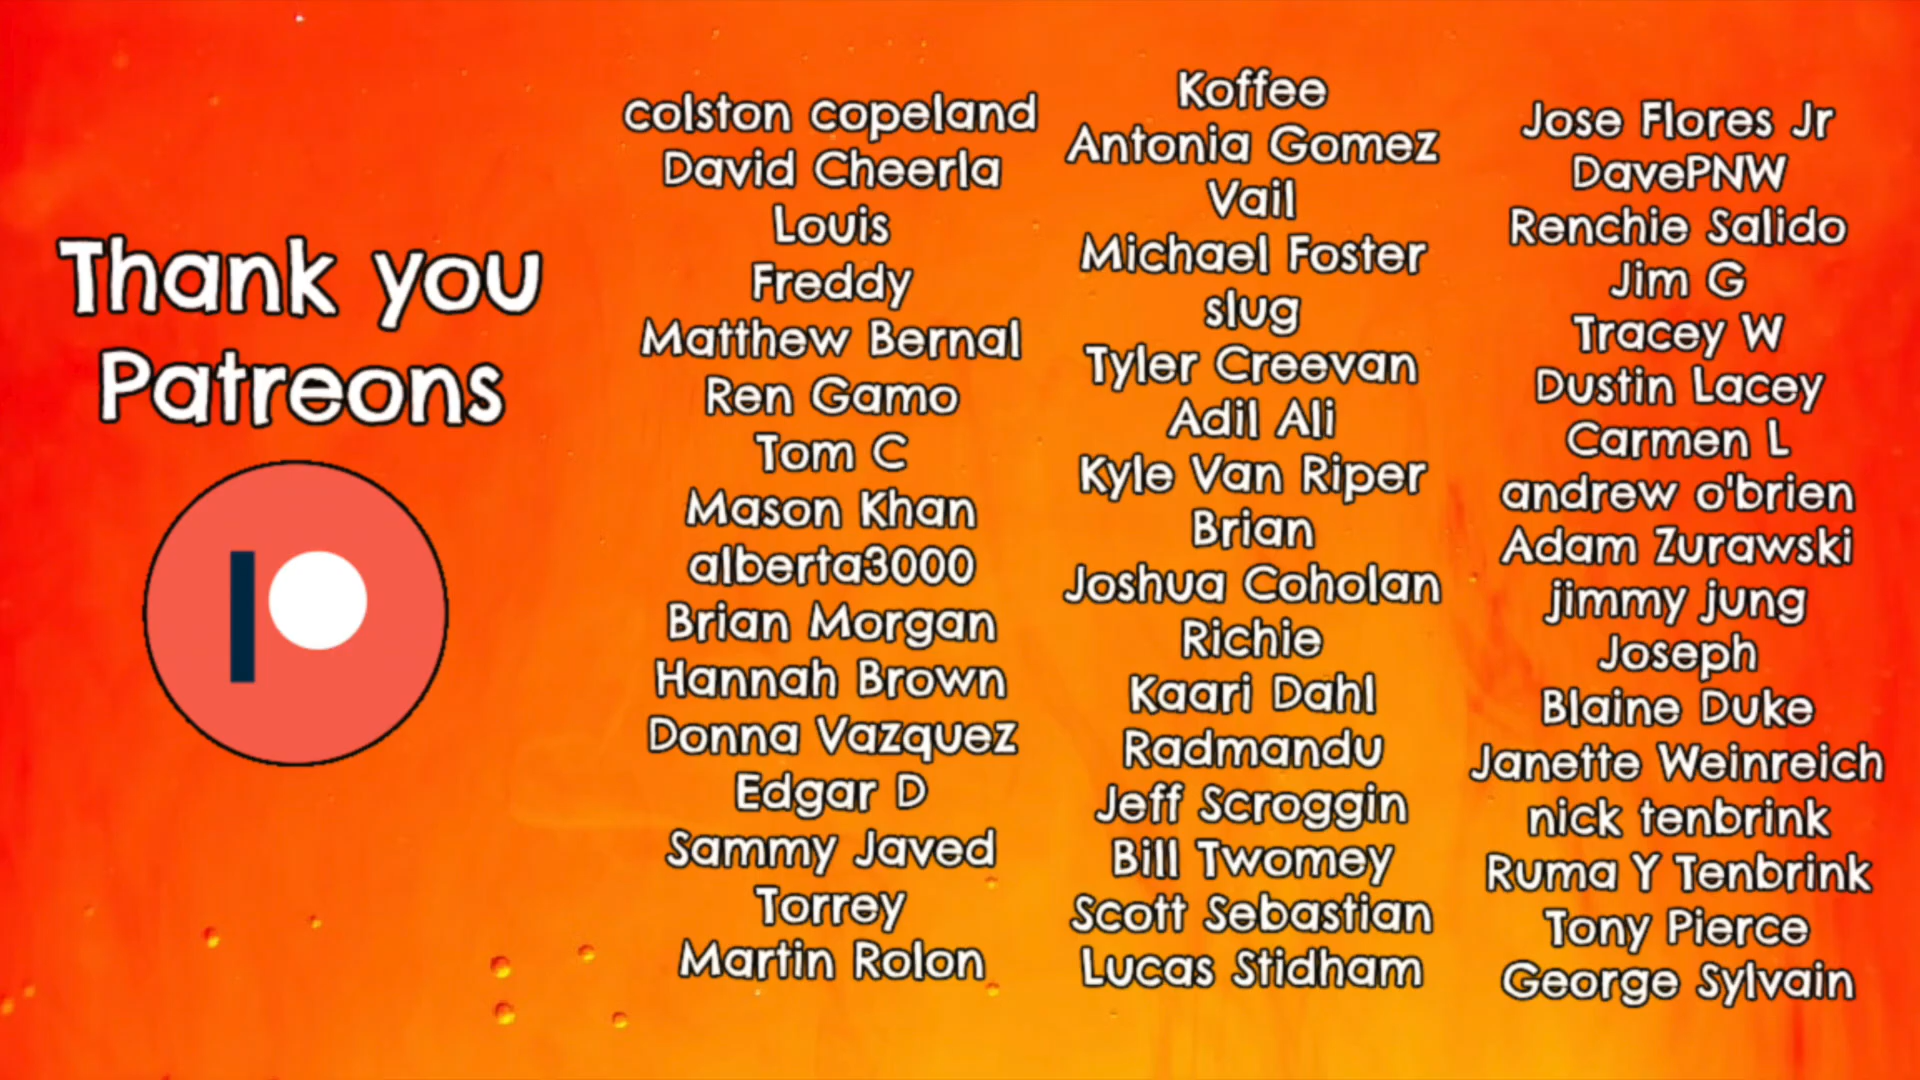 Thank you
Patreons
colston copeland
David Cheerla
Louis
Freddy
Matthew Bernal
Ren Gamo
Tom C
Mason Khan
alberta3000
Brian Morgan
Hannah Brown
Donna Vazquez
Edgar D
Sammy Javed
Torrey
Martin Rolon
Koffee
Antonia Gomez
Vail
Michael Foster
slug
Tyler Creevan
Adil Ali
Kyle Van Riper
Brian
Joshua Coholan
Richie
Kaari Dahl
Radmandu
Jeff Scroggin
Bill Twomey
Scott Sebastian
Lucas Stidham
Jose Flores Jr
DavePNW
Renchie Salido
Jim G
Tracey W
Dustin Lacey
Carmen L
andrew o'brien
Adam Zurawski
jimmy jung
Joseph
Blaine Duke
Janette Weinreich
nick tenbrink
Ruma Y Tenbrink
Tony Pierce
George Sylvain